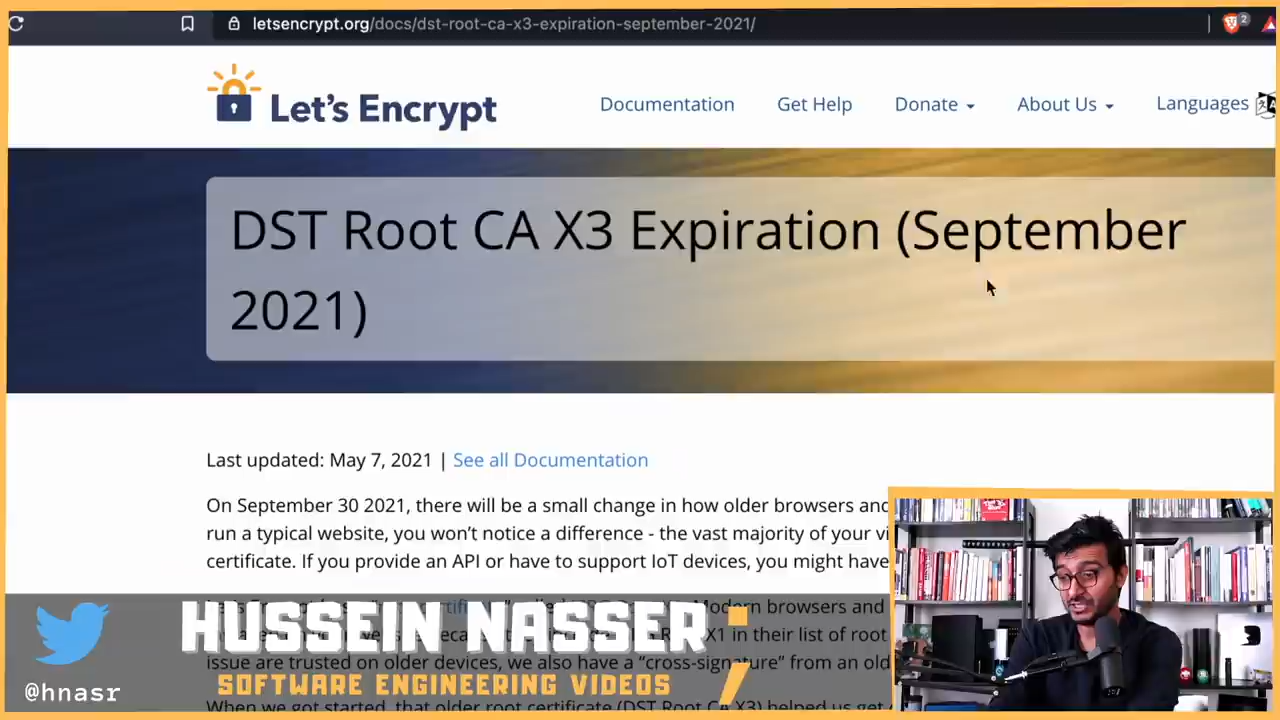 letsencrypt.org/docs/dst-root-ca-x3-expiration-september-2021/
2
Let's Encrypt
Documentation Get Help Donate About Us Languages
DST Root CA X3 Expiration (September
2021)
Last updated: May 7, 2021 | See all Documentation
On September 30 2021, there will be a small change in how older browsers and
run a typical website, you won't notice a difference - the vast majority of your vi
certificate. If you provide an API or have to support IoT devices, you might have
Modern browsers and
X1 in their list of root
issue are trusted on older devices, we also have a "cross-signature" from an old
When we got started, that older root certificate (DST Root CA X3) helped us get
HUSSEIN NASSER
SOFTWARE ENGINEERING VIDEOS
@hnasr